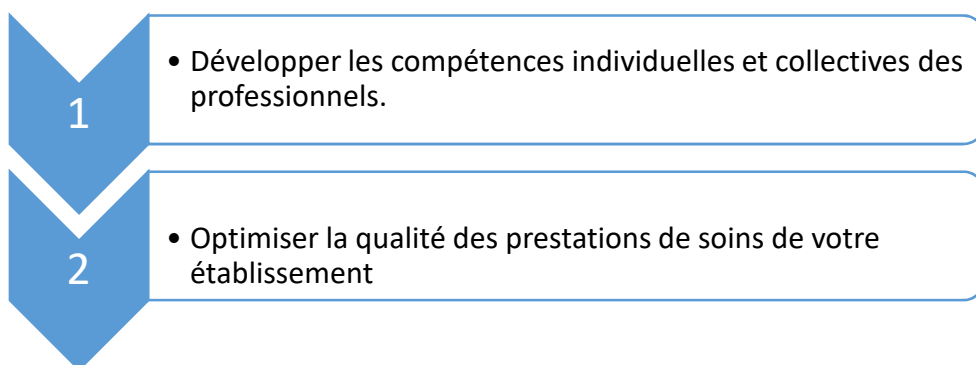 1
• Développer les compétences individuelles et collectives des
professionnels.
2
• Optimiser la qualité des prestations de soins de votre
établissement